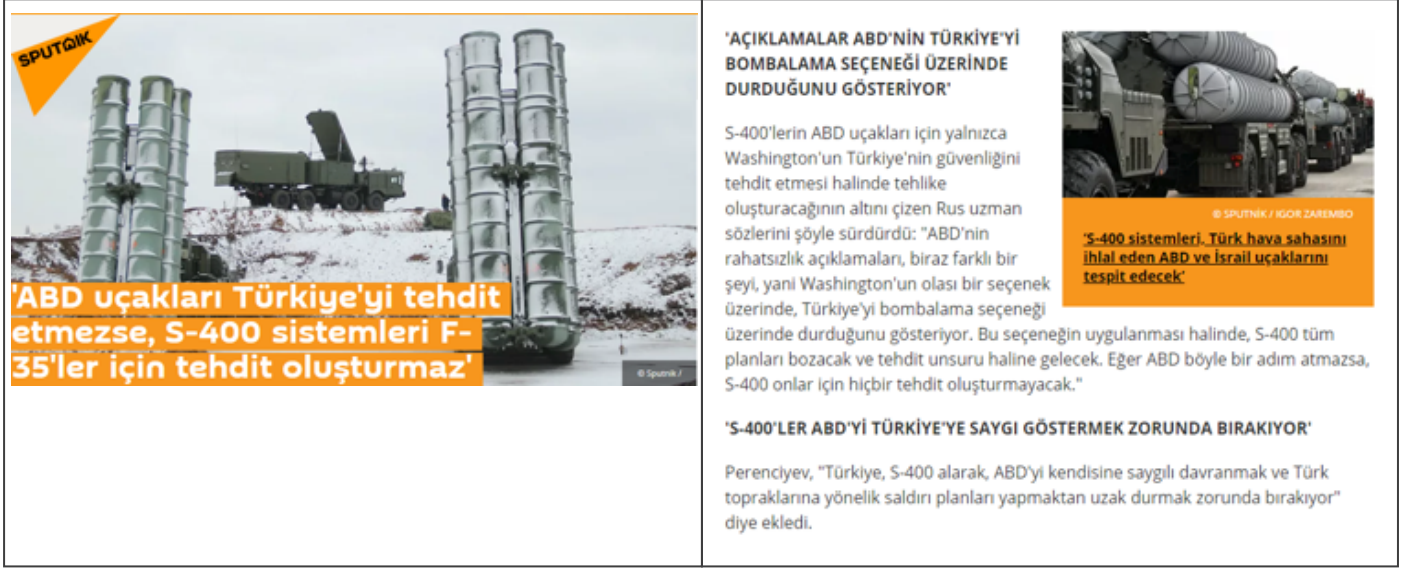 SPUTNIK
'ABD uçakları Türkiye'yi tehdit
etmezse, S-400 sistemleri F-
35'ler için tehdit oluşturmaz'
© Sputnik /
'AÇIKLAMALAR ABD'NİN TÜRKİYE'Yİ
BOMBALAMA SEÇENEĞİ ÜZERİNDE
DURDUĞUNU GÖSTERİYOR'
S-400'lerin ABD uçakları için yalnızca
Washington'un Türkiye'nin güvenliğini
tehdit etmesi halinde tehlike
oluşturacağının altını çizen Rus uzman
sözlerini şöyle sürdürdü: "ABD'nin
rahatsızlık açıklamaları, biraz farklı bir
şeyi, yani Washington'un olası bir seçenek
üzerinde, Türkiye'yi bombalama seçeneği
üzerinde durduğunu gösteriyor. Bu seçeneğin uygulanması halinde, S-400 tüm
planları bozacak ve tehdit unsuru haline gelecek. Eğer ABD böyle bir adım atmazsa,
S-400 onlar için hiçbir tehdit oluşturmayacak."
© SPUTNİK / IGOR ZAREMBO
'S-400 sistemleri, Türk hava sahasını
ihlal eden ABD ve İsrail uçaklarını
tespit edecek'
'S-400'LER ABD'Yİ TÜRKİYE'YE SAYGI GÖSTERMEK ZORUNDA BIRAKIYOR'
Perenciyev, "Türkiye, S-400 alarak, ABD'yi kendisine saygılı davranmak ve Türk
topraklarına yönelik saldırı planları yapmaktan uzak durmak zorunda bırakıyor"
diye ekledi.